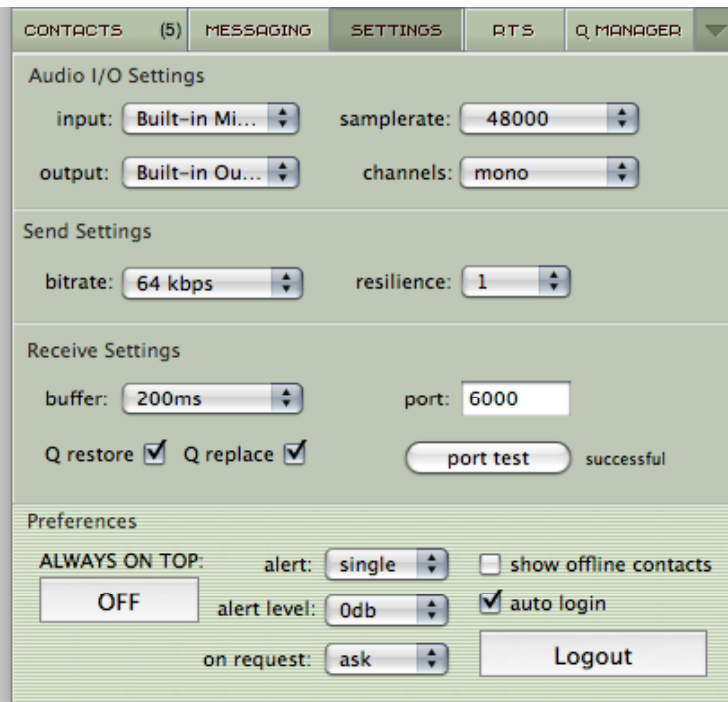 CONTACTS (5) MESSAGING SETTINGS RTS Q MANAGER
Audio I/O Settings
input: Built-in Mi... samplerate: 48000
output: Built-in Ou... channels: mono
Send Settings
bitrate: 64 kbps resilience: 1
Receive Settings
buffer: 200ms port: 6000
Q restore Q replace port test successful
Preferences
ALWAYS ON TOP: alert: single show offline contacts
OFF alert level: 0db auto login
on request: ask Logout